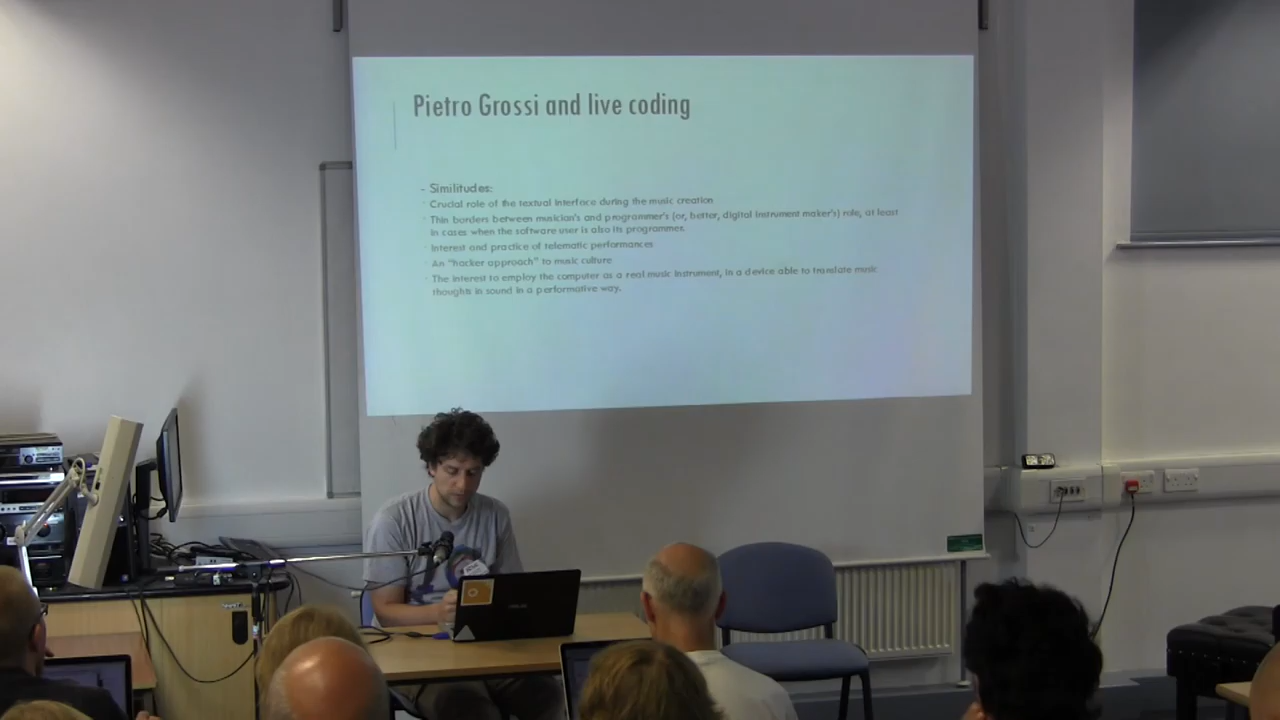 Pietro Grossi and live coding
- Similitudes:
Crucial role of the textual interface during the music creation
Thin borders between musician's and programmer's (or, better, digital instrument maker's) role, at least
in cases when the software user is also its programmer.
Interest and practice of telematic performances
An "hacker approach" to music culture
The interest to employ the computer as a real music instrument, in a device able to translate music
thoughts in sound in a performative way.
ASUS